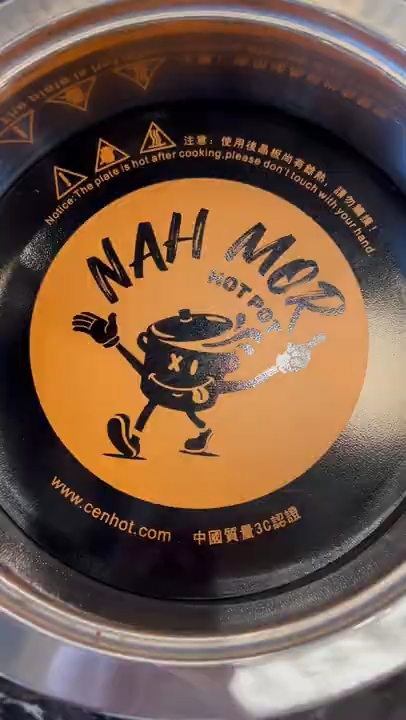 注意：使用後晶板尚有餘熱，請勿觸摸！
Notice:The plate is hot after cooking,please don't touch with your hand
NAH MOR
HOT POT
www.cenhot.com 中國質量3C認證